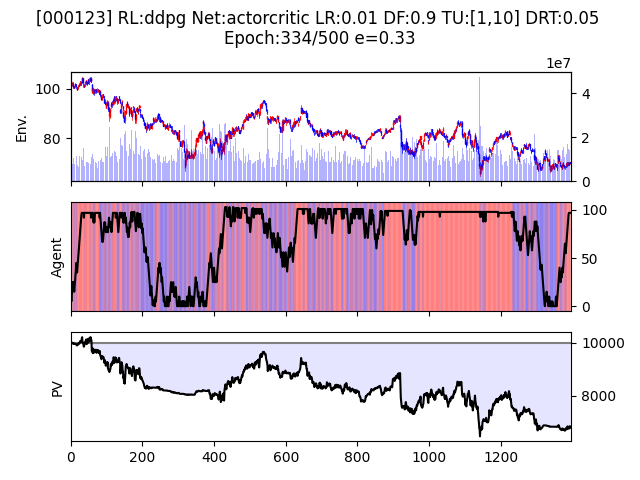 [000123] RL:ddpg Net:actorcritic LR:0.01 DF:0.9 TU:[1,10] DRT:0.05
Epoch:334/500 e=0.33
1e7
Env.
100
80
4
2
0
Agent
100
50
0
PV
10000
8000
0 200 400 600 800 1000 1200